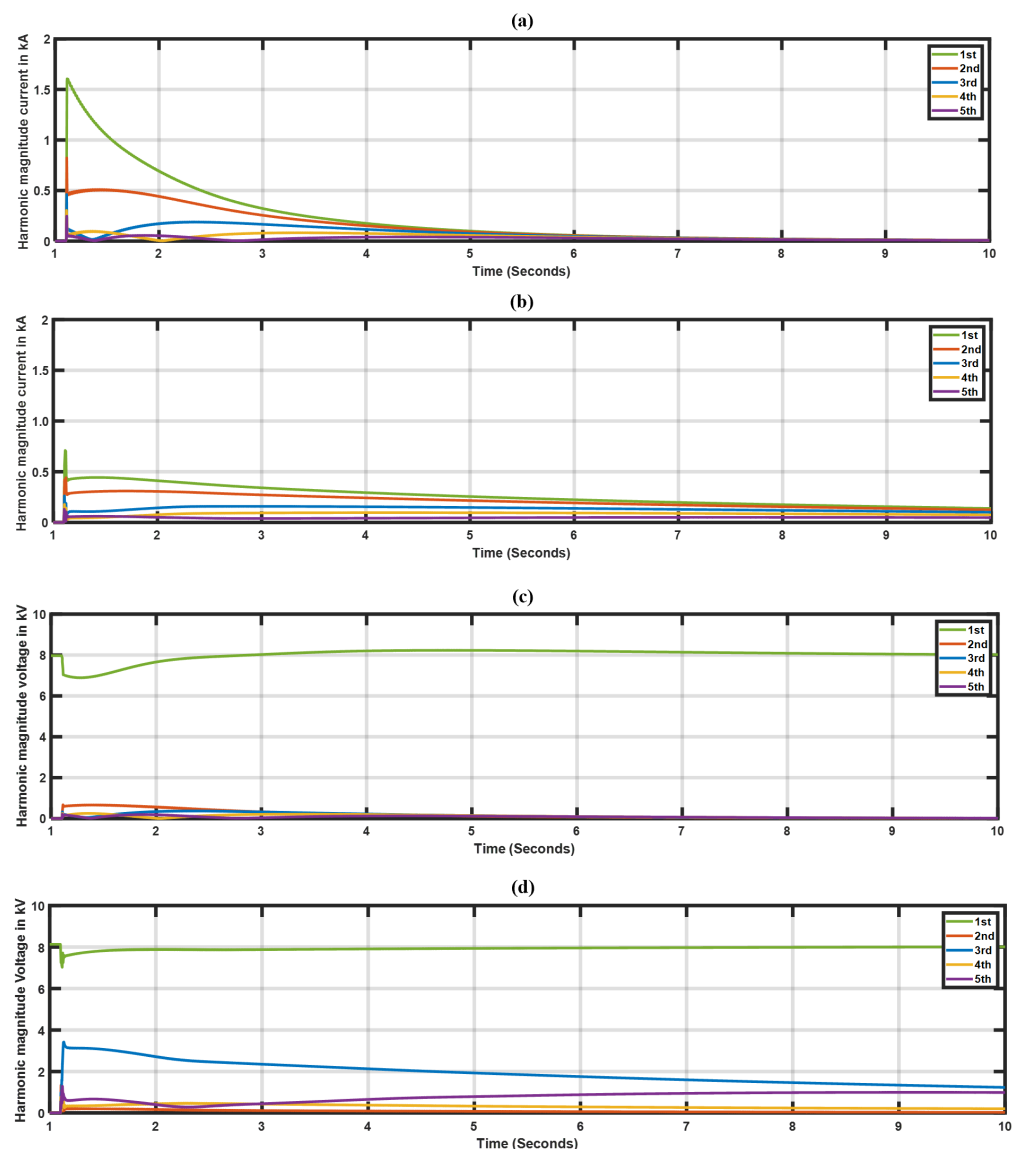 (a)
Harmonic magnitude current in kA
2
1.5
1
0.5
0
1st
2nd
3rd
4th
5th
1 2 3 4 5 6 7 8 9 10
Time (Seconds)
(b)
Harmonic magnitude current in kA
2
1.5
1.0
0.5
0
1st
2nd
3rd
4th
5th
1 2 3 4 5 6 7 8 9 10
Time (Seconds)
(c)
Harmonic magnitude voltage in kV
10
8
6
4
2
0
1st
2nd
3rd
4th
5th
1 2 3 4 5 6 7 8 9 10
Time (Seconds)
(d)
Harmonic magnitude Voltage in kV
10
8
6
4
2
0
1st
2nd
3rd
4th
5th
1 2 3 4 5 6 7 8 9 10
Time (Seconds)